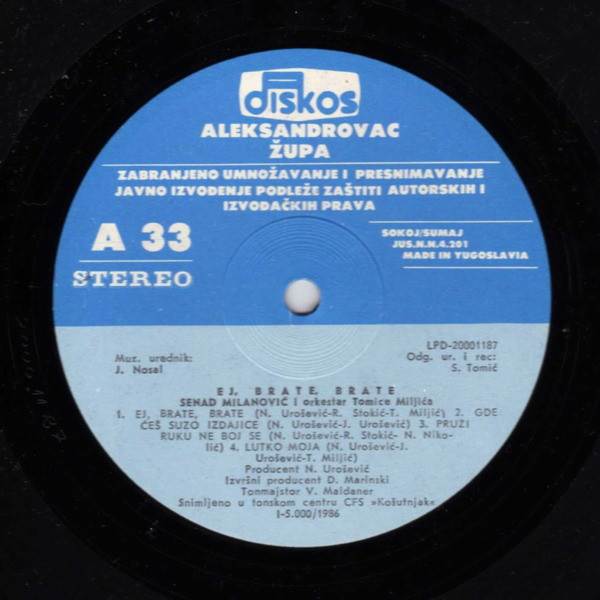 diskos
ALEKSANDROVAC
ŽUPA
ZABRANJENO UMNOŽAVANJE I PRESNIMAVANJE
JAVNO IZVOĐENJE PODLEŽE ZAŠTITI AUTORSKIH I
IZVOĐAČKIH PRAVA
A 33
STEREO
SOKOJ/SUMAJ
JUS.N.N.4.201
MADE IN YUGOSLAVIA
LPD-20001187
Muz. urednik:
J. Nosal
Odg. ur. i rec:
S. Tomić
EJ, BRATE, BRATE
SENAD MILANOVIĆ i orkestar Tomice Miljića
1. EJ, BRATE, BRATE (N. Urošević-R. Stokić-T. Miljić) 2. GDE
ĆEŠ SUZO IZDAJICE (N. Urošević-J. Urošević) 3. PRUŽI
RUKU NE BOJ SE (N. Urošević-R. Stokić- N. Niko-
lić) 4. LUTKO MOJA (N. Urošević-J.
Urošević-T. Miljić)
Producent N. Urošević
Izvršni producent D. Marinski
Tonmajstor V. Maldaner
Snimljeno u tonskom centru CFS »Košutnjak«
I-5.000/1986